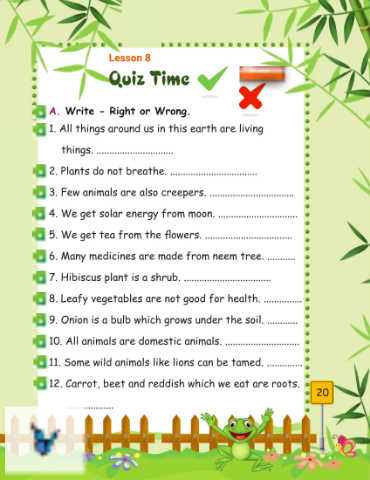 Lesson 8
Quiz Time
A. Write - Right or Wrong.
1. All things around us in this earth are living
things. ..............................
2. Plants do not breathe. ..................................
3. Few animals are also creepers. .................................
4. We get solar energy from moon. ...............................
5. We get tea from the flowers. ..................................
6. Many medicines are made from neem tree. ...........
7. Hibiscus plant is a shrub. ..................................
8. Leafy vegetables are not good for health. ...............
9. Onion is a bulb which grows under the soil. ............
10. All animals are domestic animals. .............................
11. Some wild animals like lions can be tamed. ..............
12. Carrot, beet and reddish which we eat are roots.
..................
20